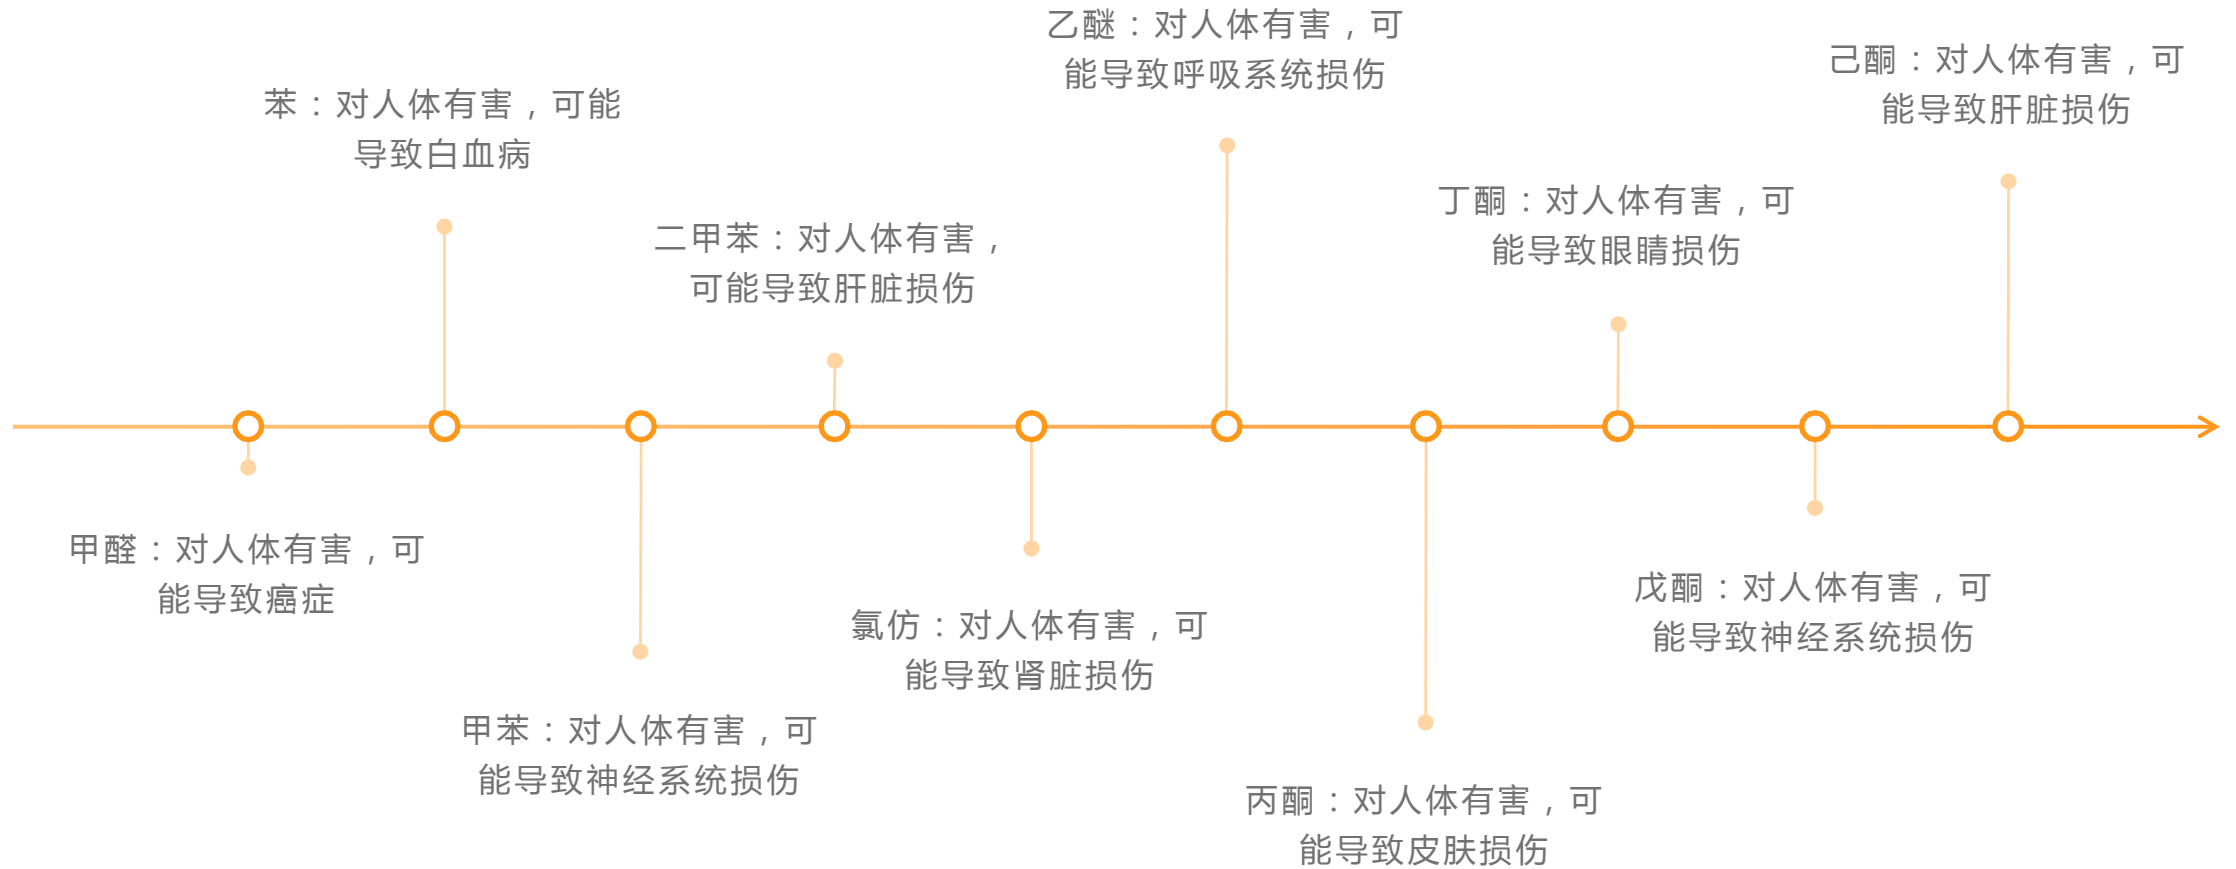 甲醛：对人体有害，可
能导致癌症
苯：对人体有害，可能
导致白血病
甲苯：对人体有害，可
能导致神经系统损伤
二甲苯：对人体有害，
可能导致肝脏损伤
氯仿：对人体有害，可
能导致肾脏损伤
乙醚：对人体有害，可
能导致呼吸系统损伤
丙酮：对人体有害，可
能导致皮肤损伤
丁酮：对人体有害，可
能导致眼睛损伤
戊酮：对人体有害，可
能导致神经系统损伤
己酮：对人体有害，可
能导致肝脏损伤